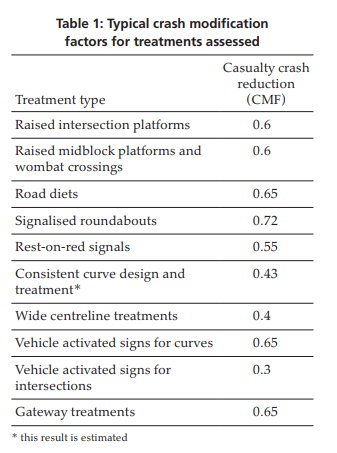 Table 1: Typical crash modification
factors for treatments assessed
Casualty crash
reduction
Treatment type (CMF)
Raised intersection platforms 0.6
Raised midblock platforms and 0.6
wombat crossings
Road diets 0.65
Signalised roundabouts 0.72
Rest-on-red signals 0.55
Consistent curve design and 0.43
treatment*
Wide centreline treatments 0.4
Vehicle activated signs for curves 0.65
Vehicle activated signs for 0.3
intersections
Gateway treatments 0.65
* this result is estimated